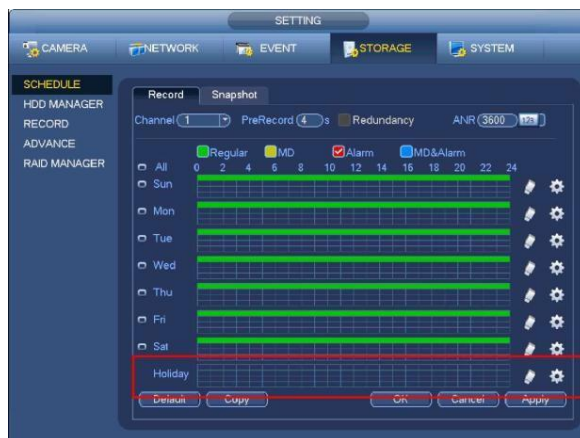 SETTING
CAMERA NETWORK EVENT STORAGE SYSTEM
SCHEDULE
HDD MANAGER
RECORD
ADVANCE
RAID MANAGER
Record Snapshot
Channel 1 PreRecord 4 s Redundancy ANR 3600 123
Regular MD Alarm MD&Alarm
All 0 2 4 6 8 10 12 14 16 18 20 22 24
Sun
Mon
Tue
Wed
Thu
Fri
Sat
Holiday
Default Copy OK Cancel Apply